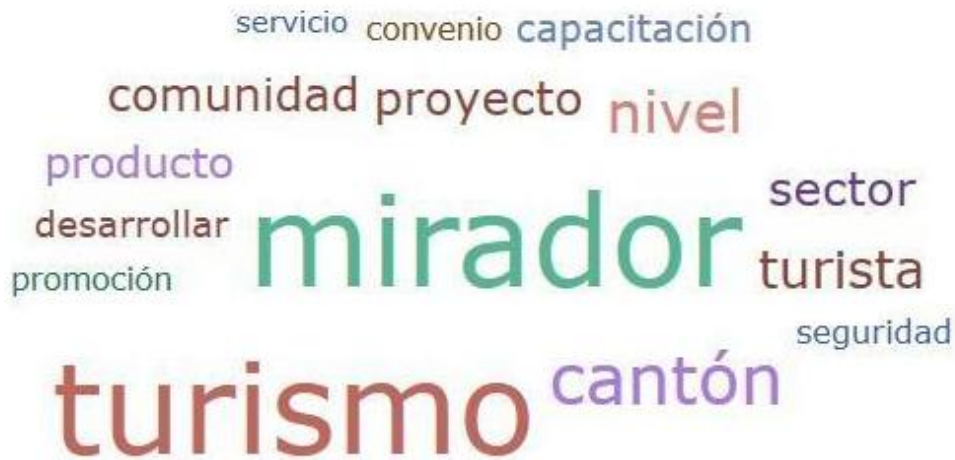 servicio convenio capacitación
comunidad proyecto nivel
producto
sector
desarrollar mirador
turista
promoción
seguridad
turismo cantón